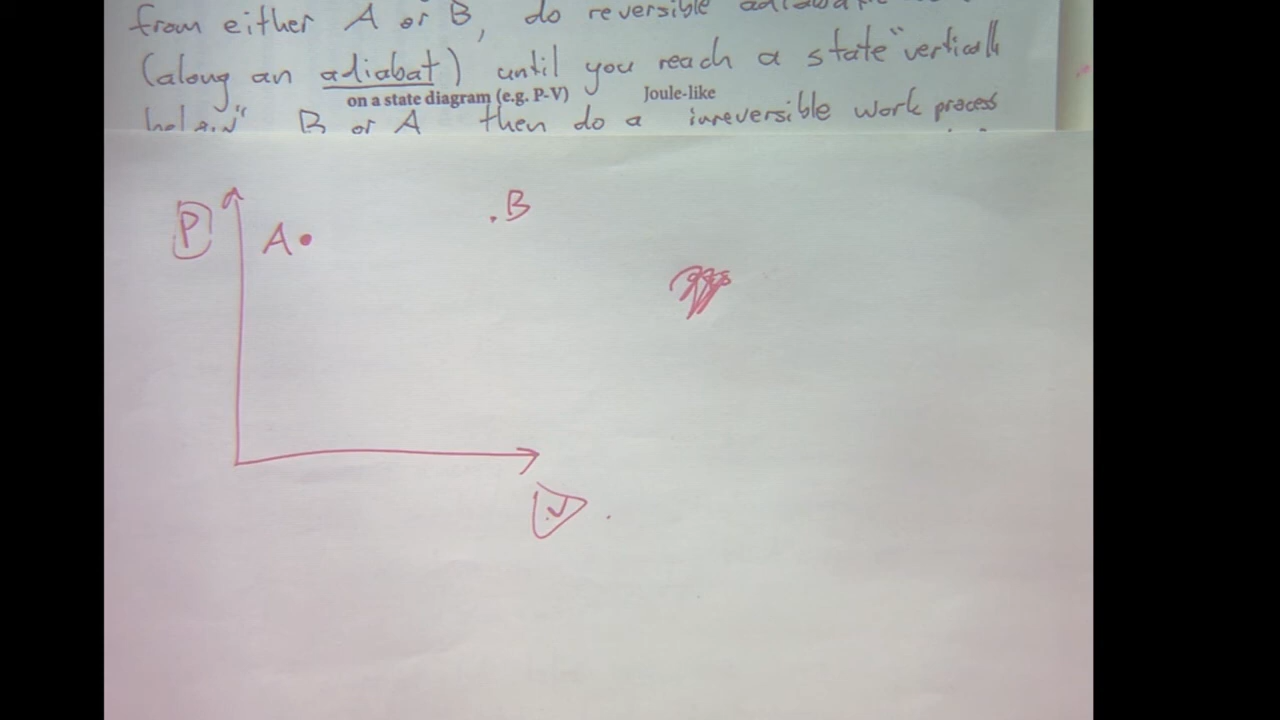 from either A or B, do reversible
(along an adiabat) until you reach a state "vertically
on a state diagram (e.g. P-V) Joule-like
below" B or A then do a irreversible work process
P
A
B
V